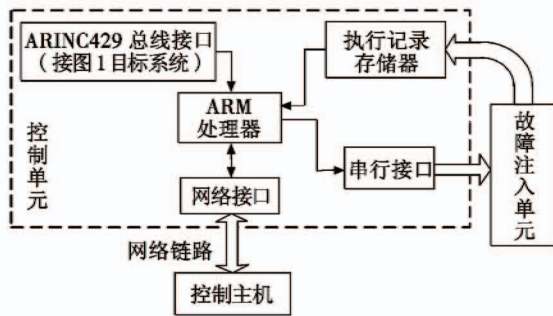 ARINC429 总线接口
（接图1目标系统）
执行记录
存储器
ARM
处理器
控制单元
串行接口
故障注入单元
网络接口
网络链路
控制主机